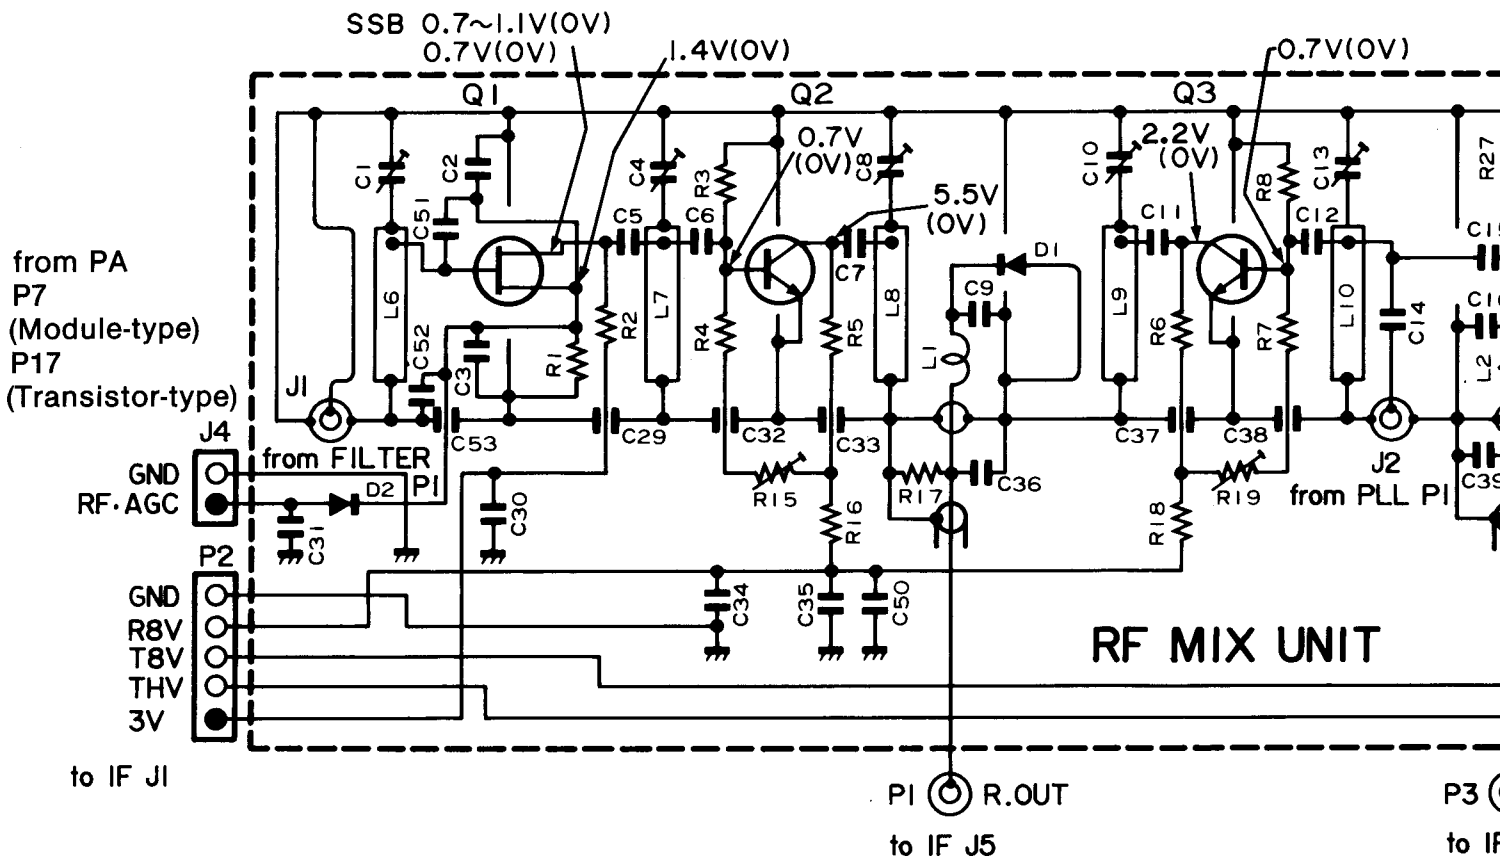 SSB 0.7~1.1V(0V)
0.7V(0V)
1.4V(0V)
0.7V(0V)
Q1
Q2
Q3
2.2V
(0V)
0.7V
(0V)
5.5V
(0V)
C1
C2
C51
C4
R3
C5
C6
C8
C7
C10
C11
R8
C13
C12
R27
from PA
P7
(Module-type)
P17
(Transistor-type)
L6
C52
C3
R1
R2
L7
R4
R5
L8
L1
C9
D1
L9
R6
R7
L10
C14
L2
J1
C53
C29
C32
C33
C37
C38
J4
from FILTER
P1
GND
RF·AGC
D2
C31
C30
R15
R16
R17
C36
R18
R19
J2
from PLL P1
C39
P2
GND
R8V
T8V
THV
3V
C34
C35
C50
RF MIX UNIT
to IF J1
P1
R.OUT
to IF J5
P3
to IF